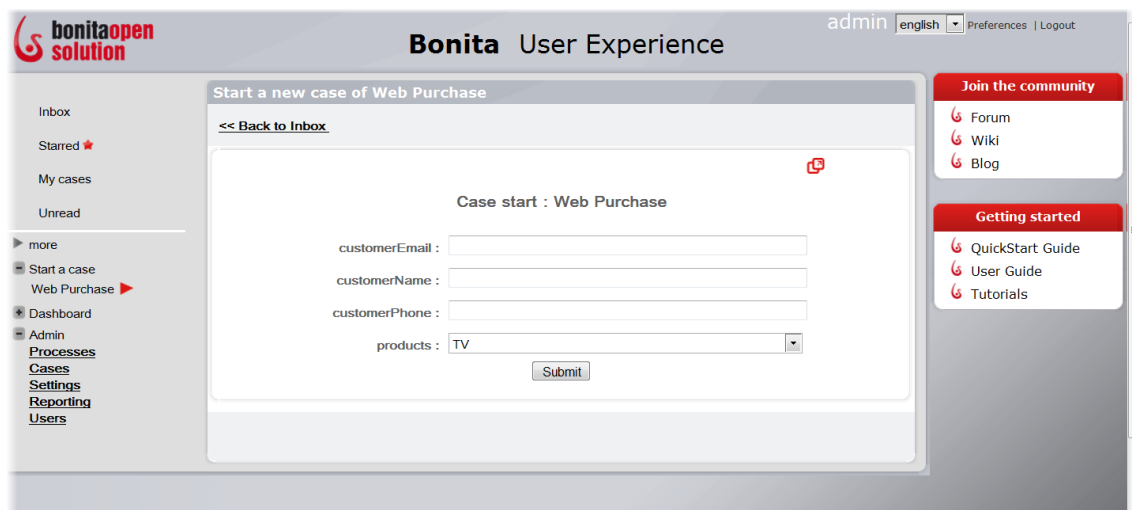 bonitaopen
solution
Bonita User Experience
admin english Preferences | Logout
Inbox
Starred
My cases
Unread
more
Start a case
Web Purchase
Dashboard
Admin
Processes
Cases
Settings
Reporting
Users
Start a new case of Web Purchase
<< Back to Inbox
Case start : Web Purchase
customerEmail :
customerName :
customerPhone :
products : TV
Submit
Join the community
Forum
Wiki
Blog
Getting started
QuickStart Guide
User Guide
Tutorials